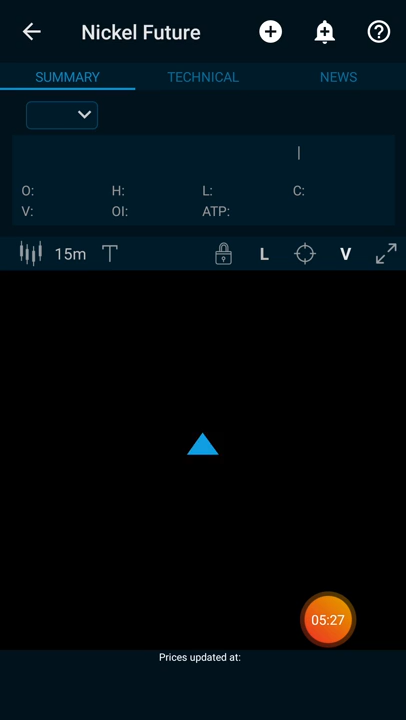 Nickel Future
SUMMARY TECHNICAL NEWS
|
O: H: L: C:
V: OI: ATP:
15m T L V
05:27
Prices updated at: